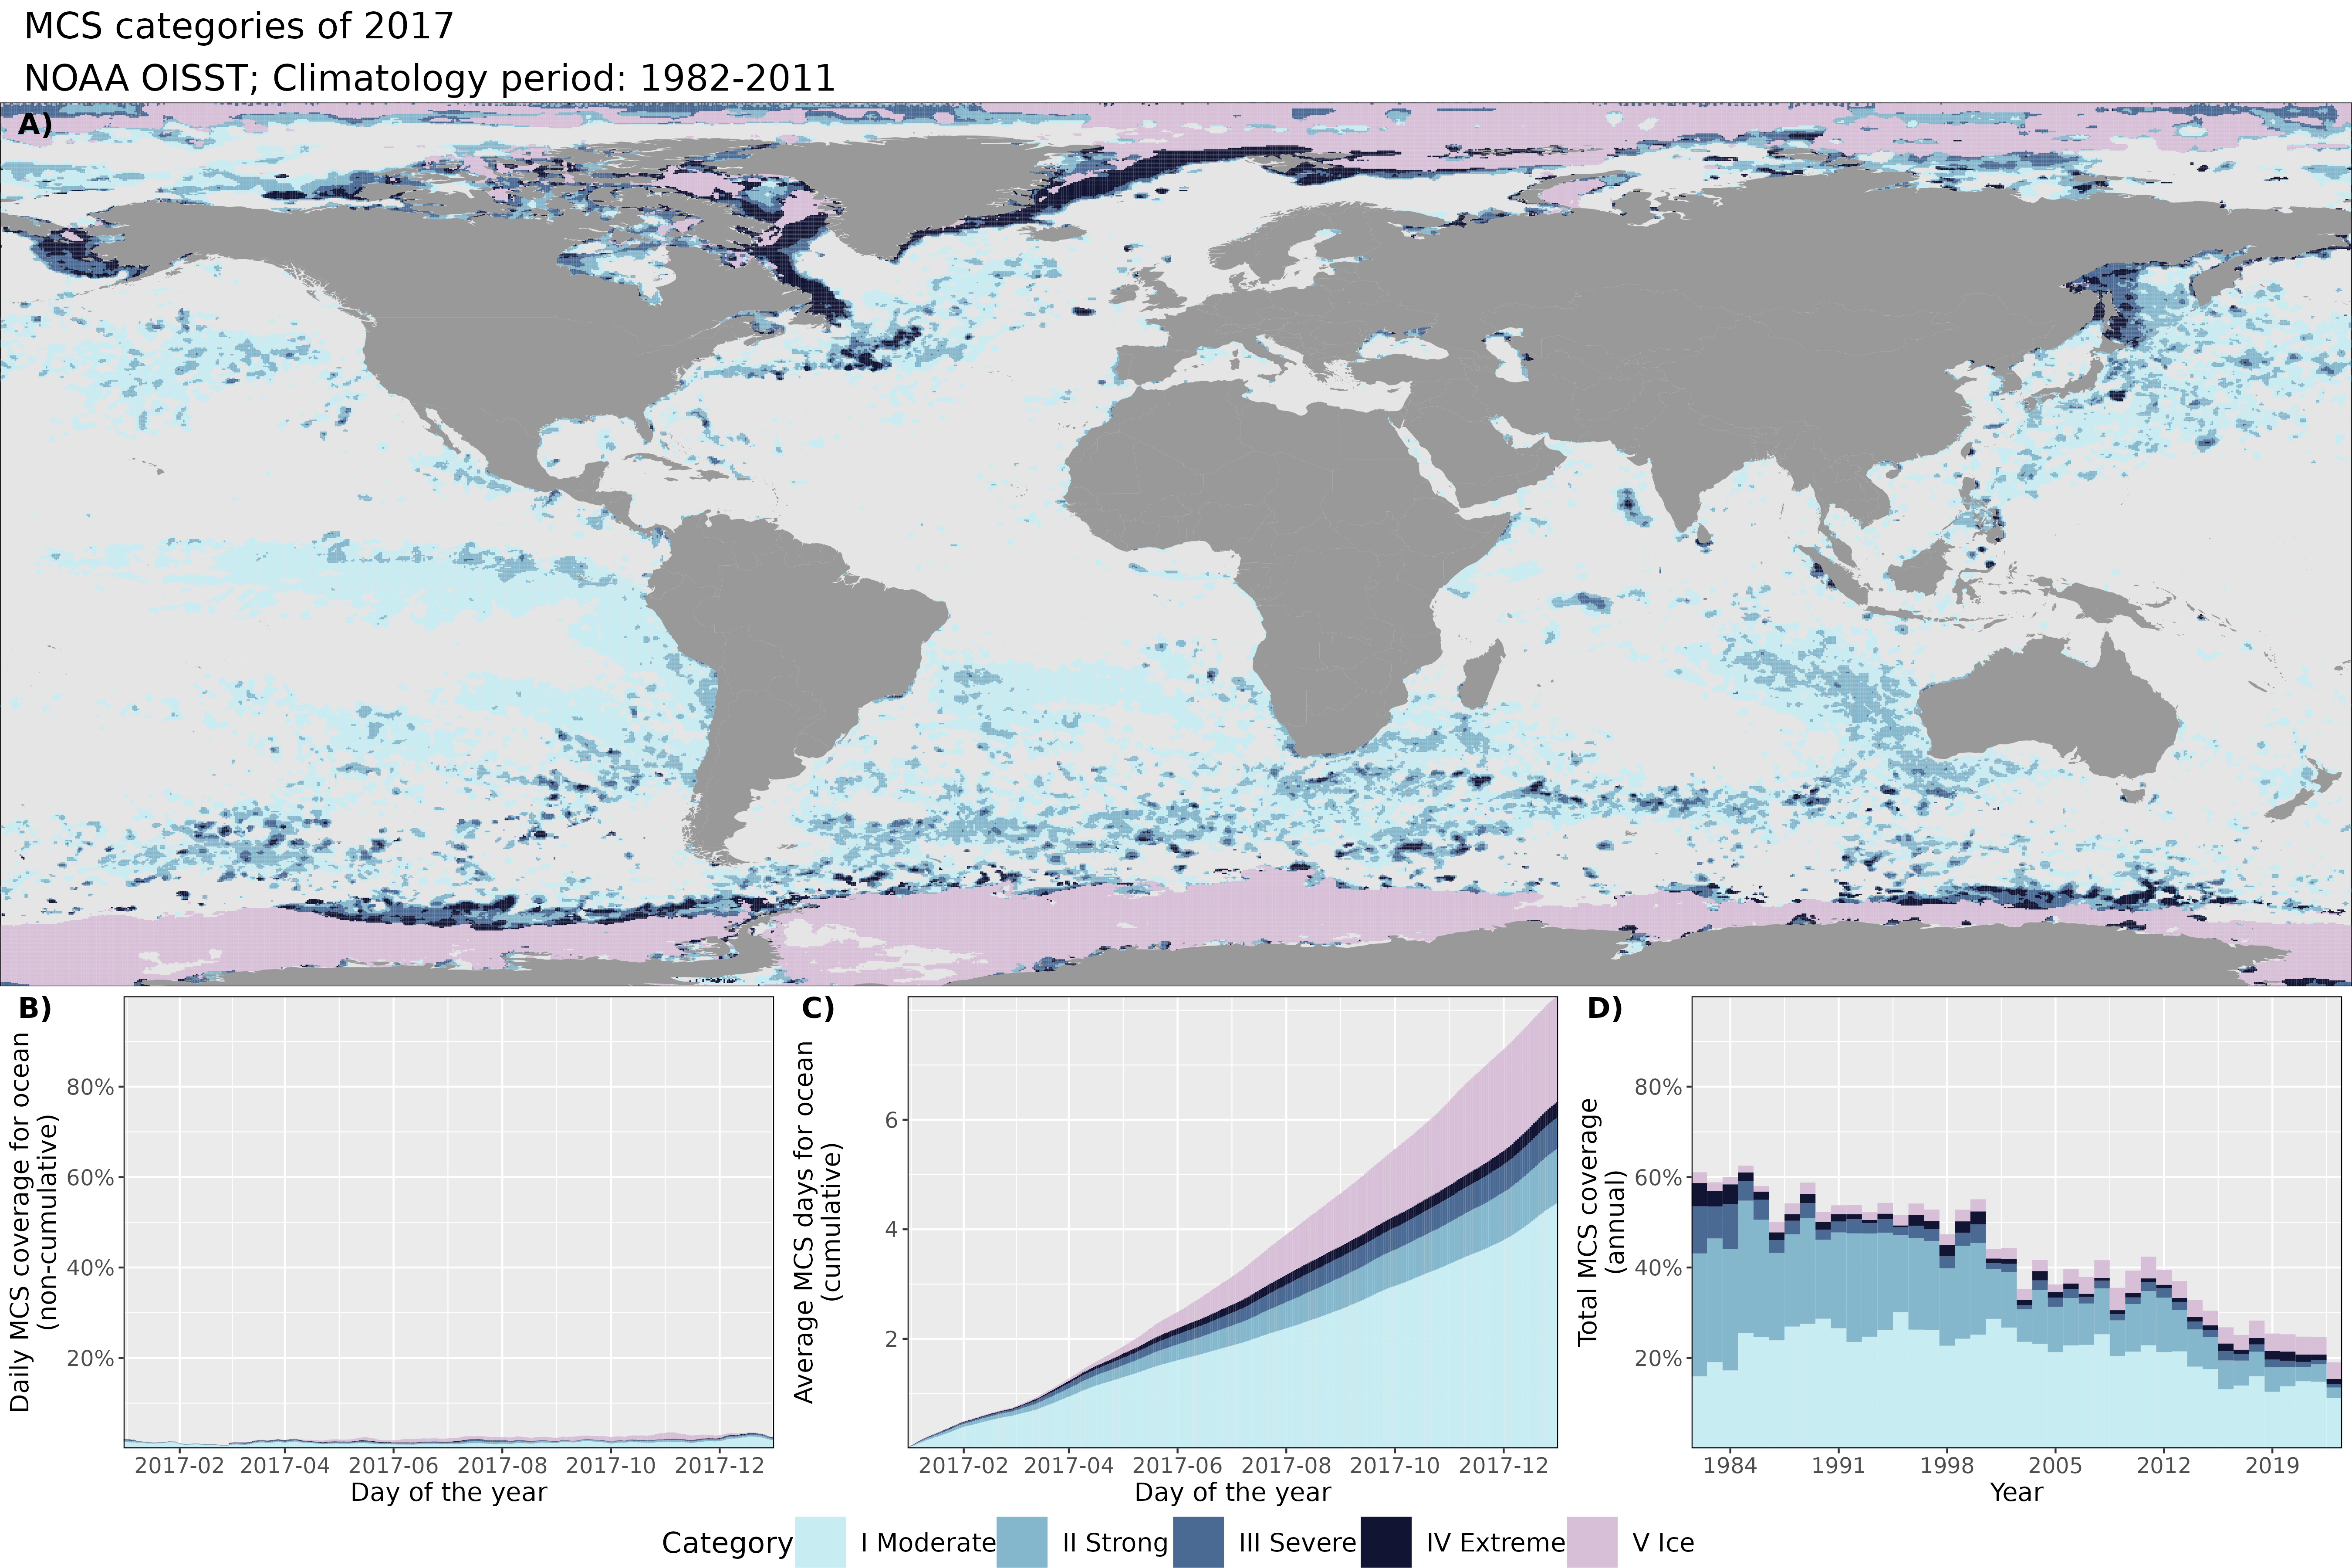 MCS categories of 2017
NOAA OISST; Climatology period: 1982-2011
A)
B)
Daily MCS coverage for ocean
(non-cumulative)
80%
60%
40%
20%
2017-02 2017-04 2017-06 2017-08 2017-10 2017-12
Day of the year
C)
Average MCS days for ocean
(cumulative)
6
4
2
2017-02 2017-04 2017-06 2017-08 2017-10 2017-12
Day of the year
D)
Total MCS coverage
(annual)
80%
60%
40%
20%
1984 1991 1998 2005 2012 2019
Year
Category I Moderate II Strong III Severe IV Extreme V Ice